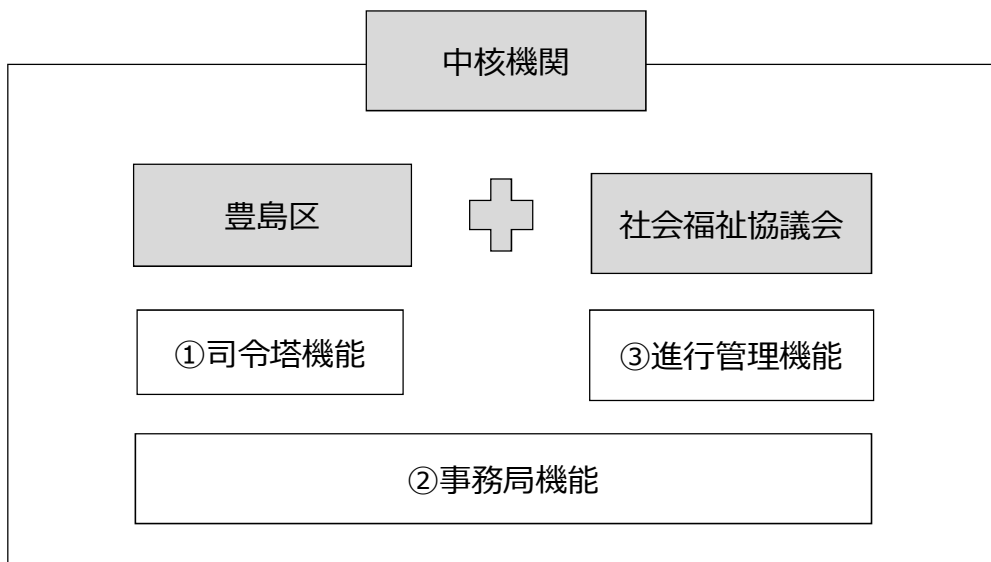 中核機関
豊島区
社会福祉協議会
①司令塔機能
③進行管理機能
②事務局機能